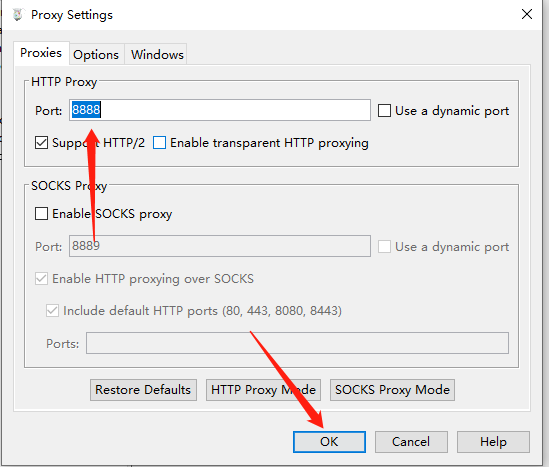 Proxy Settings
Proxies Options Windows
HTTP Proxy
Port: 8888 Use a dynamic port
Support HTTP/2 Enable transparent HTTP proxying
SOCKS Proxy
Enable SOCKS proxy
Port: 8889 Use a dynamic port
Enable HTTP proxying over SOCKS
Include default HTTP ports (80, 443, 8080, 8443)
Ports:
Restore Defaults HTTP Proxy Mode SOCKS Proxy Mode
OK Cancel Help